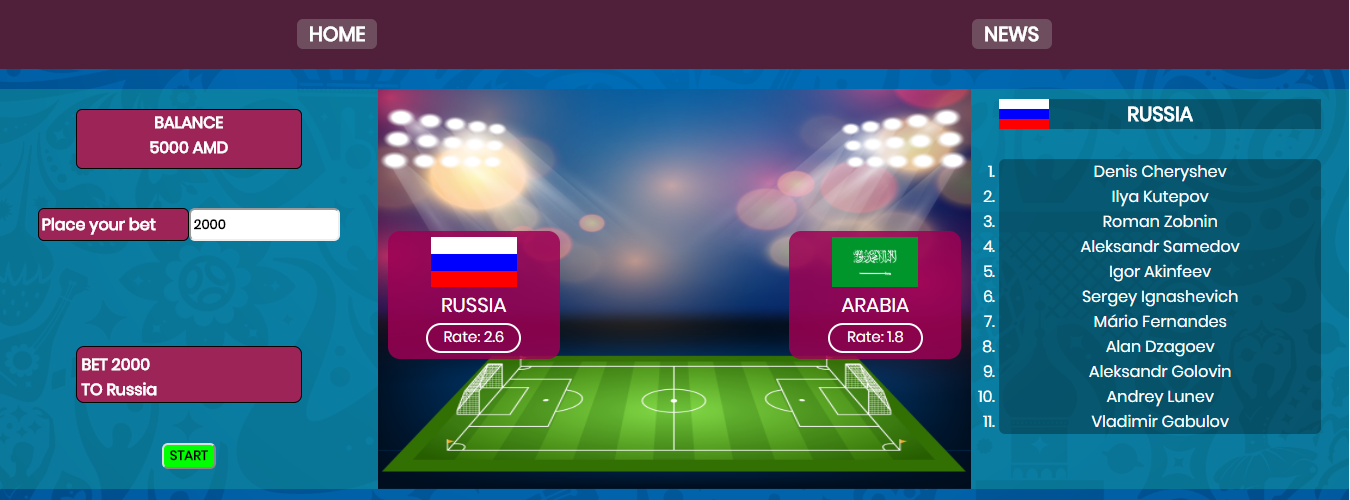 HOME
NEWS
BALANCE
5000 AMD
Place your bet
2000
BET 2000
TO Russia
START
RUSSIA
Rate: 2.6
ARABIA
Rate: 1.8
RUSSIA
1. Denis Cheryshev
2. Ilya Kutepov
3. Roman Zobnin
4. Aleksandr Samedov
5. Igor Akinfeev
6. Sergey Ignashevich
7. Mário Fernandes
8. Alan Dzagoev
9. Aleksandr Golovin
10. Andrey Lunev
11. Vladimir Gabulov